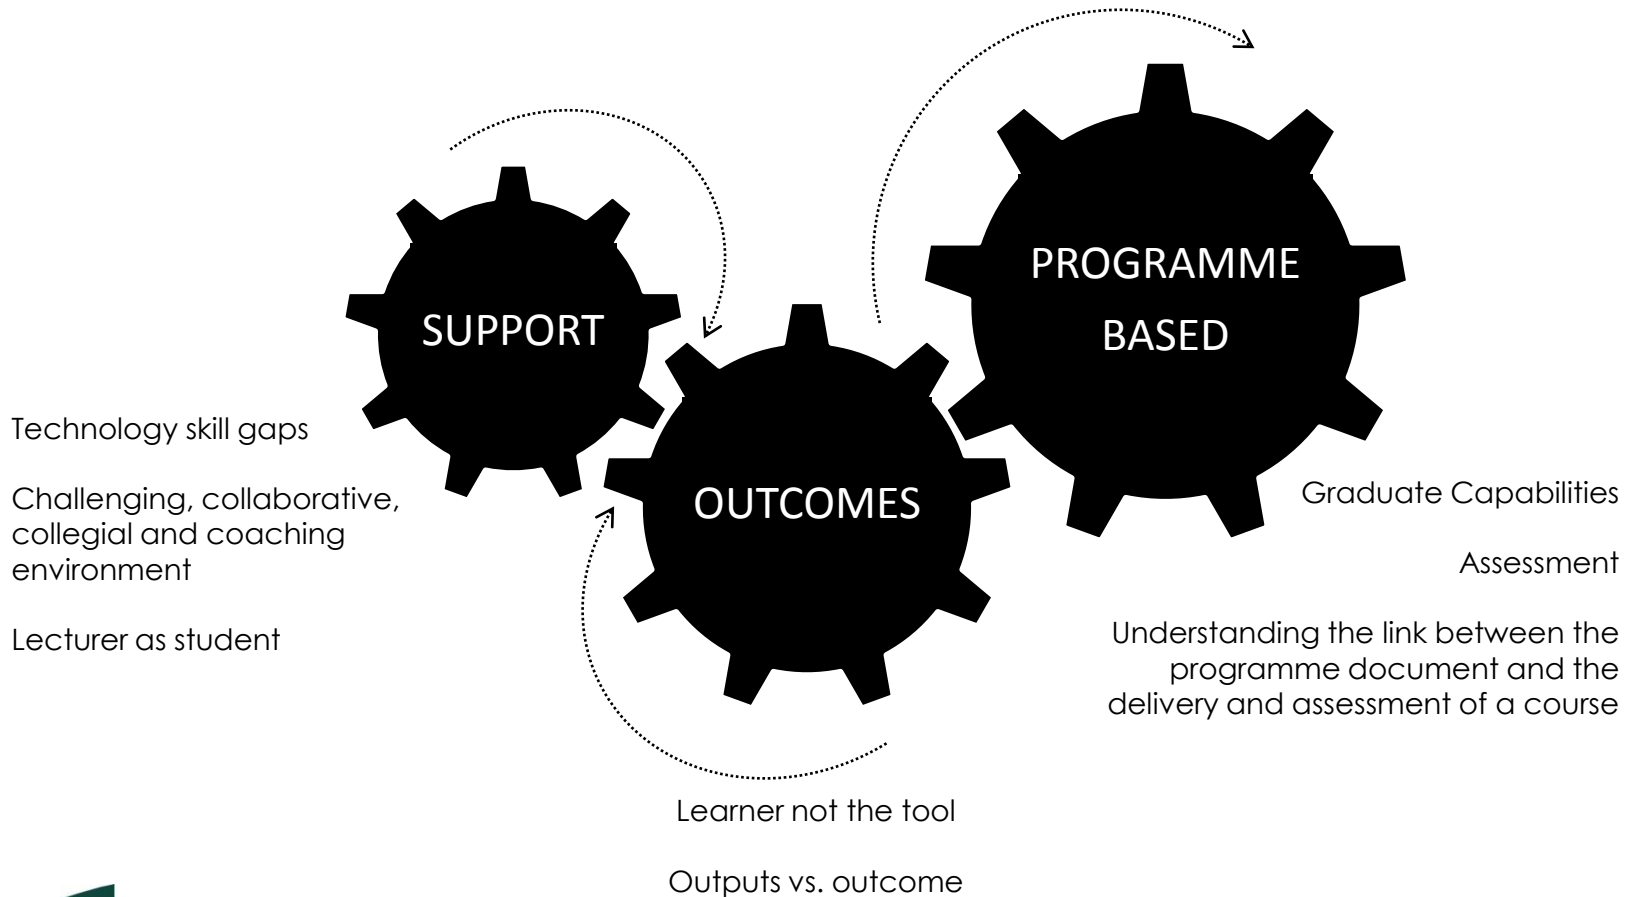 SUPPORT
Technology skill gaps
Challenging, collaborative,
collegial and coaching
environment
Lecturer as student
OUTCOMES
Learner not the tool
Outputs vs. outcome
PROGRAMME
BASED
Graduate Capabilities
Assessment
Understanding the link between the
programme document and the
delivery and assessment of a course